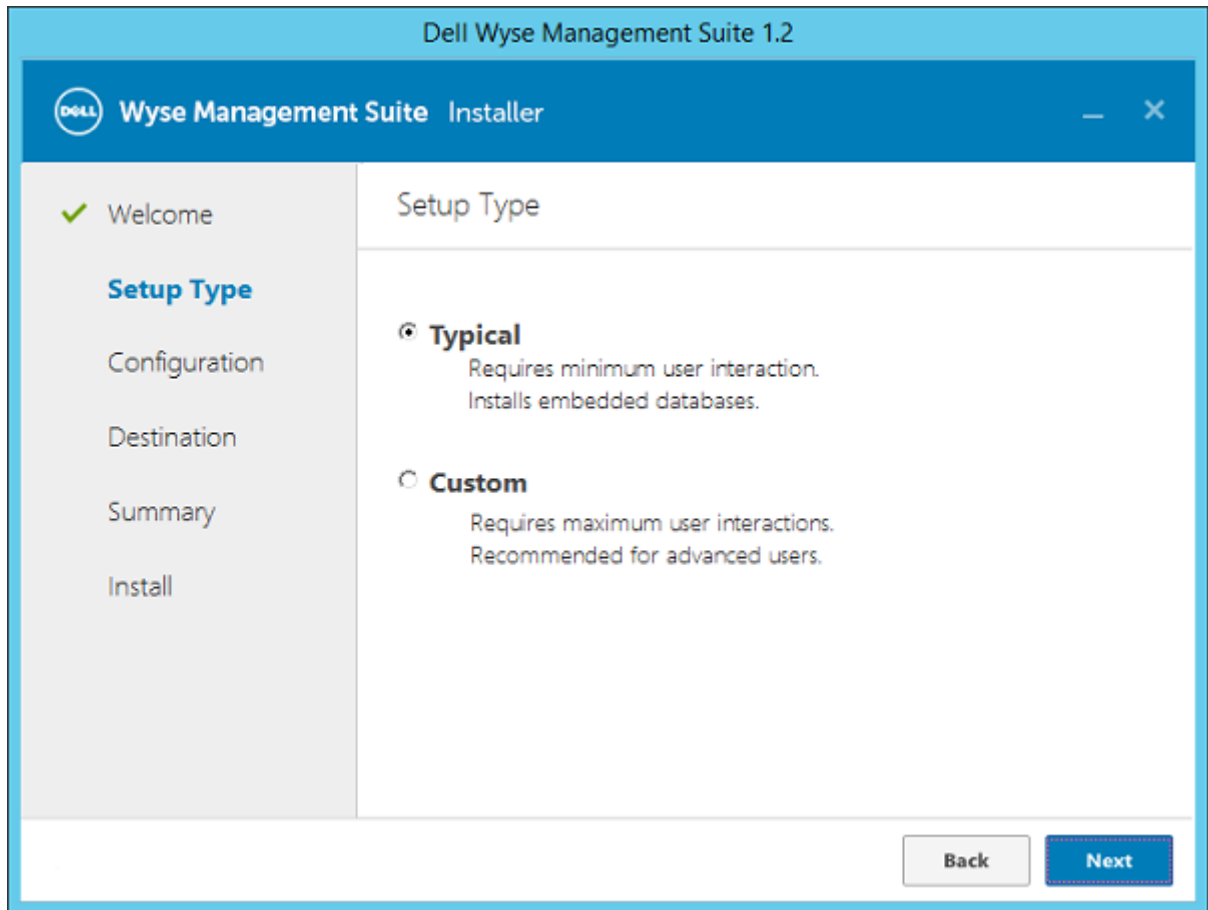 Dell Wyse Management Suite 1.2
DELL Wyse Management Suite Installer
Welcome
Setup Type
Configuration
Destination
Summary
Install
Setup Type
Typical
Requires minimum user interaction.
Installs embedded databases.
Custom
Requires maximum user interactions.
Recommended for advanced users.
Back
Next